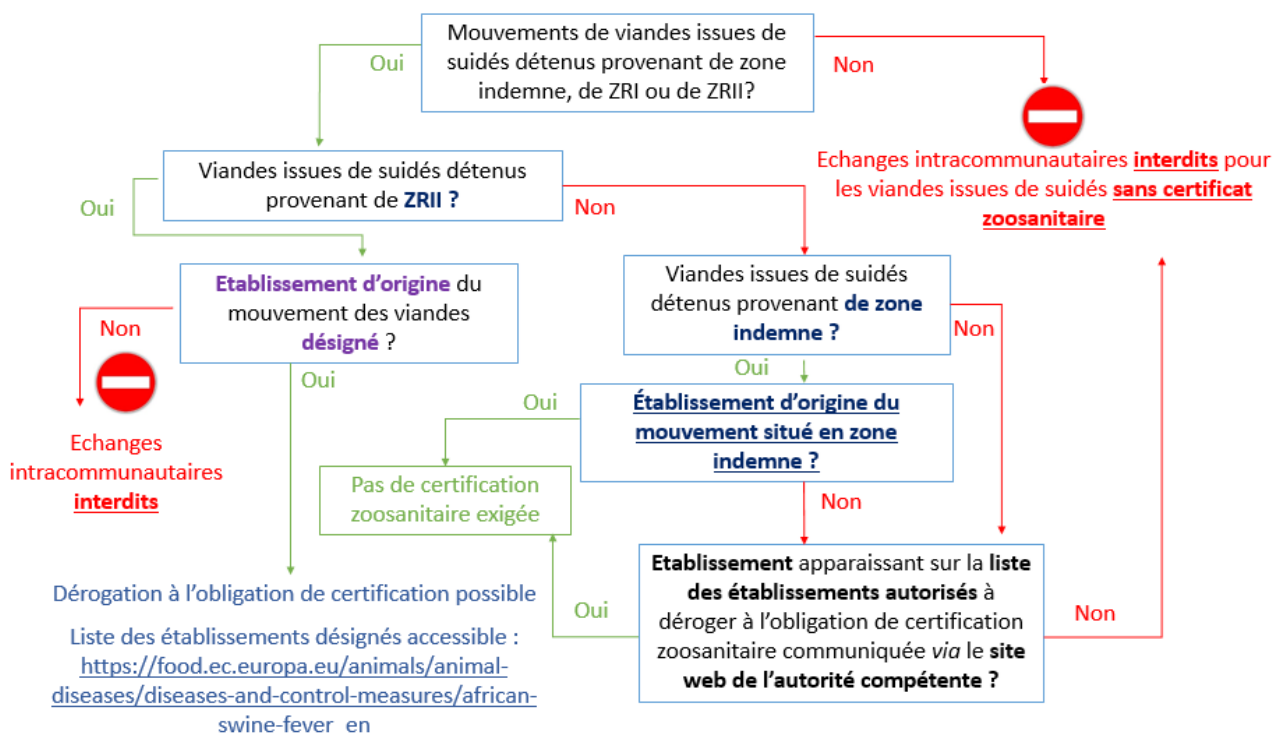 Mouvements de viandes issues de
suidés détenus provenant de zone
indemne, de ZRI ou de ZRII?
Oui
Non
Echanges intracommunautaires interdits pour
les viandes issues de suidés sans certificat
zoosanitaire
Viandes issues de suidés détenus
provenant de ZRII ?
Oui
Non
Etablissement d’origine du
mouvement des viandes
désigné ?
Viandes issues de suidés
détenus provenant de zone
indemne ?
Non
Oui
Non
Oui
Echanges
intracommunautaires
interdits
Établissement d’origine du
mouvement situé en zone
indemne ?
Oui
Non
Pas de certification
zoosanitaire exigée
Etablissement apparaissant sur la liste
des établissements autorisés à
déroger à l’obligation de certification
zoosanitaire communiquée via le site
web de l’autorité compétente ?
Oui
Non
Dérogation à l’obligation de certification possible
Liste des établissements désignés accessible :
https://food.ec.europa.eu/animals/animal-
diseases/diseases-and-control-measures/african-
swine-fever_en